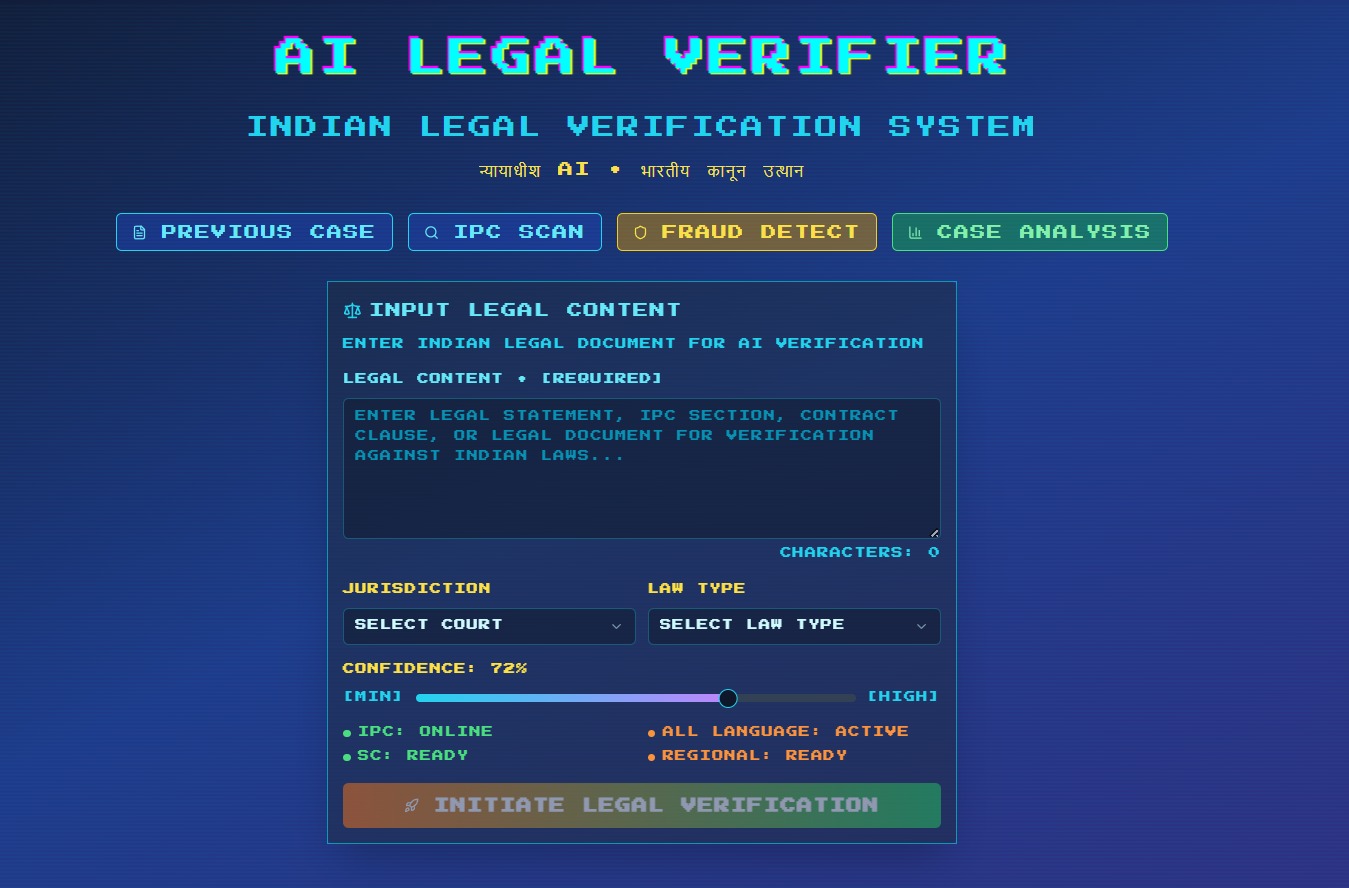 AI LEGAL VERIFIER
INDIAN LEGAL VERIFICATION SYSTEM
न्यायाधीश AI • भारतीय कानून उत्थान
PREVIOUS CASE IPC SCAN FRAUD DETECT CASE ANALYSIS
INPUT LEGAL CONTENT
ENTER INDIAN LEGAL DOCUMENT FOR AI VERIFICATION
LEGAL CONTENT • [REQUIRED]
ENTER LEGAL STATEMENT, IPC SECTION, CONTRACT
CLAUSE, OR LEGAL DOCUMENT FOR VERIFICATION
AGAINST INDIAN LAWS...
CHARACTERS: 0
JURISDICTION LAW TYPE
SELECT COURT SELECT LAW TYPE
CONFIDENCE: 72%
[MIN] [HIGH]
• IPC: ONLINE • ALL LANGUAGE: ACTIVE
• SC: READY • REGIONAL: READY
INITIATE LEGAL VERIFICATION